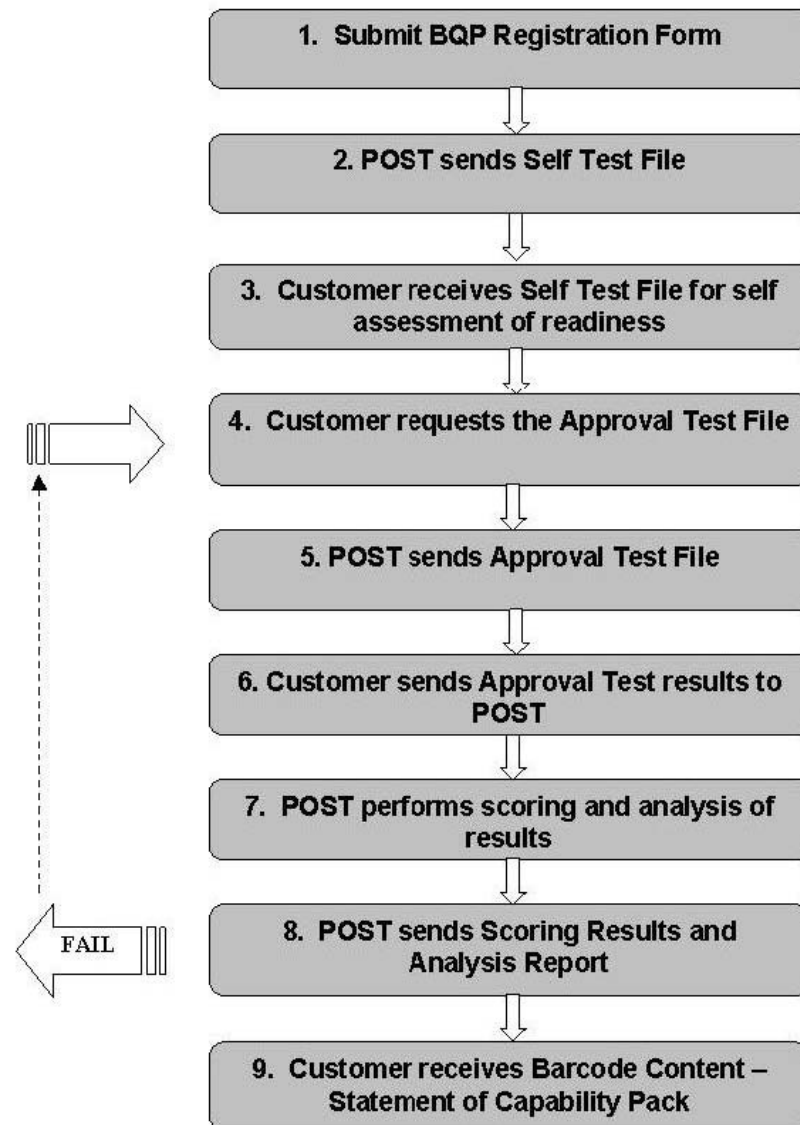 1. Submit BQP Registration Form
2. POST sends Self Test File
3. Customer receives Self Test File for self
assessment of readiness
4. Customer requests the Approval Test File
5. POST sends Approval Test File
6. Customer sends Approval Test results to
POST
7. POST performs scoring and analysis of
results
FAIL
8. POST sends Scoring Results and
Analysis Report
9. Customer receives Barcode Content –
Statement of Capability Pack